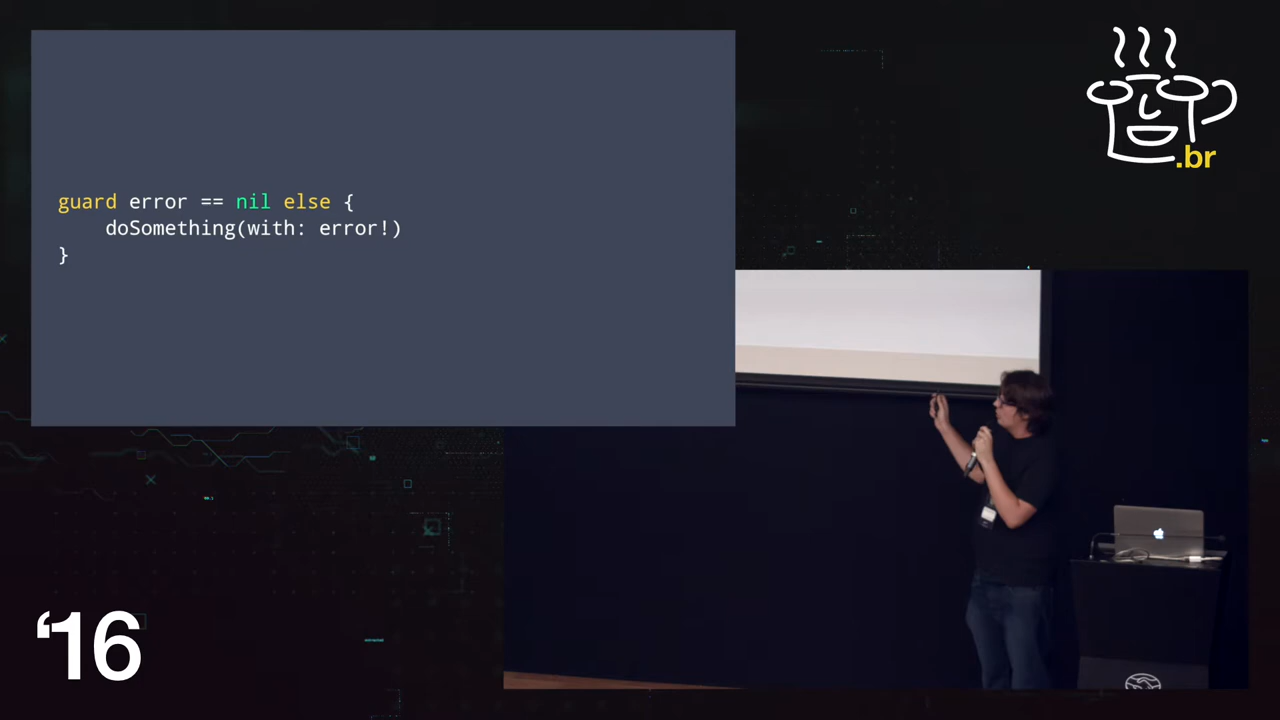 guard error == nil else {
    doSomething(with: error!)
}
.br
‘16